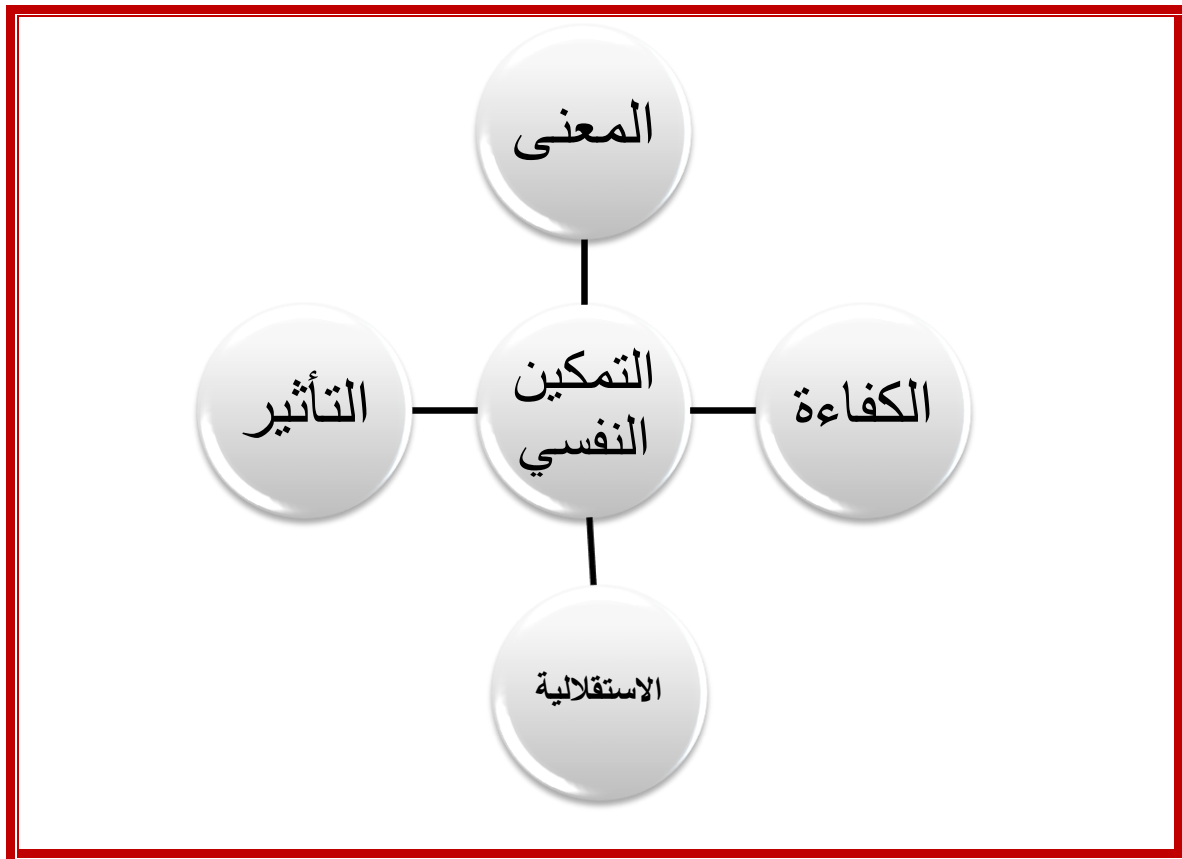 المعنى
الكفاءة
التمكين
النفسي
التأثير
الاستقلالية